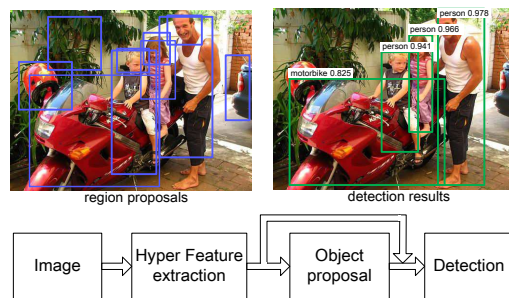 person 0.978
person 0.966
person 0.941
motorbike 0.825
region proposals
detection results
Image
Hyper Feature
extraction
Object
proposal
Detection